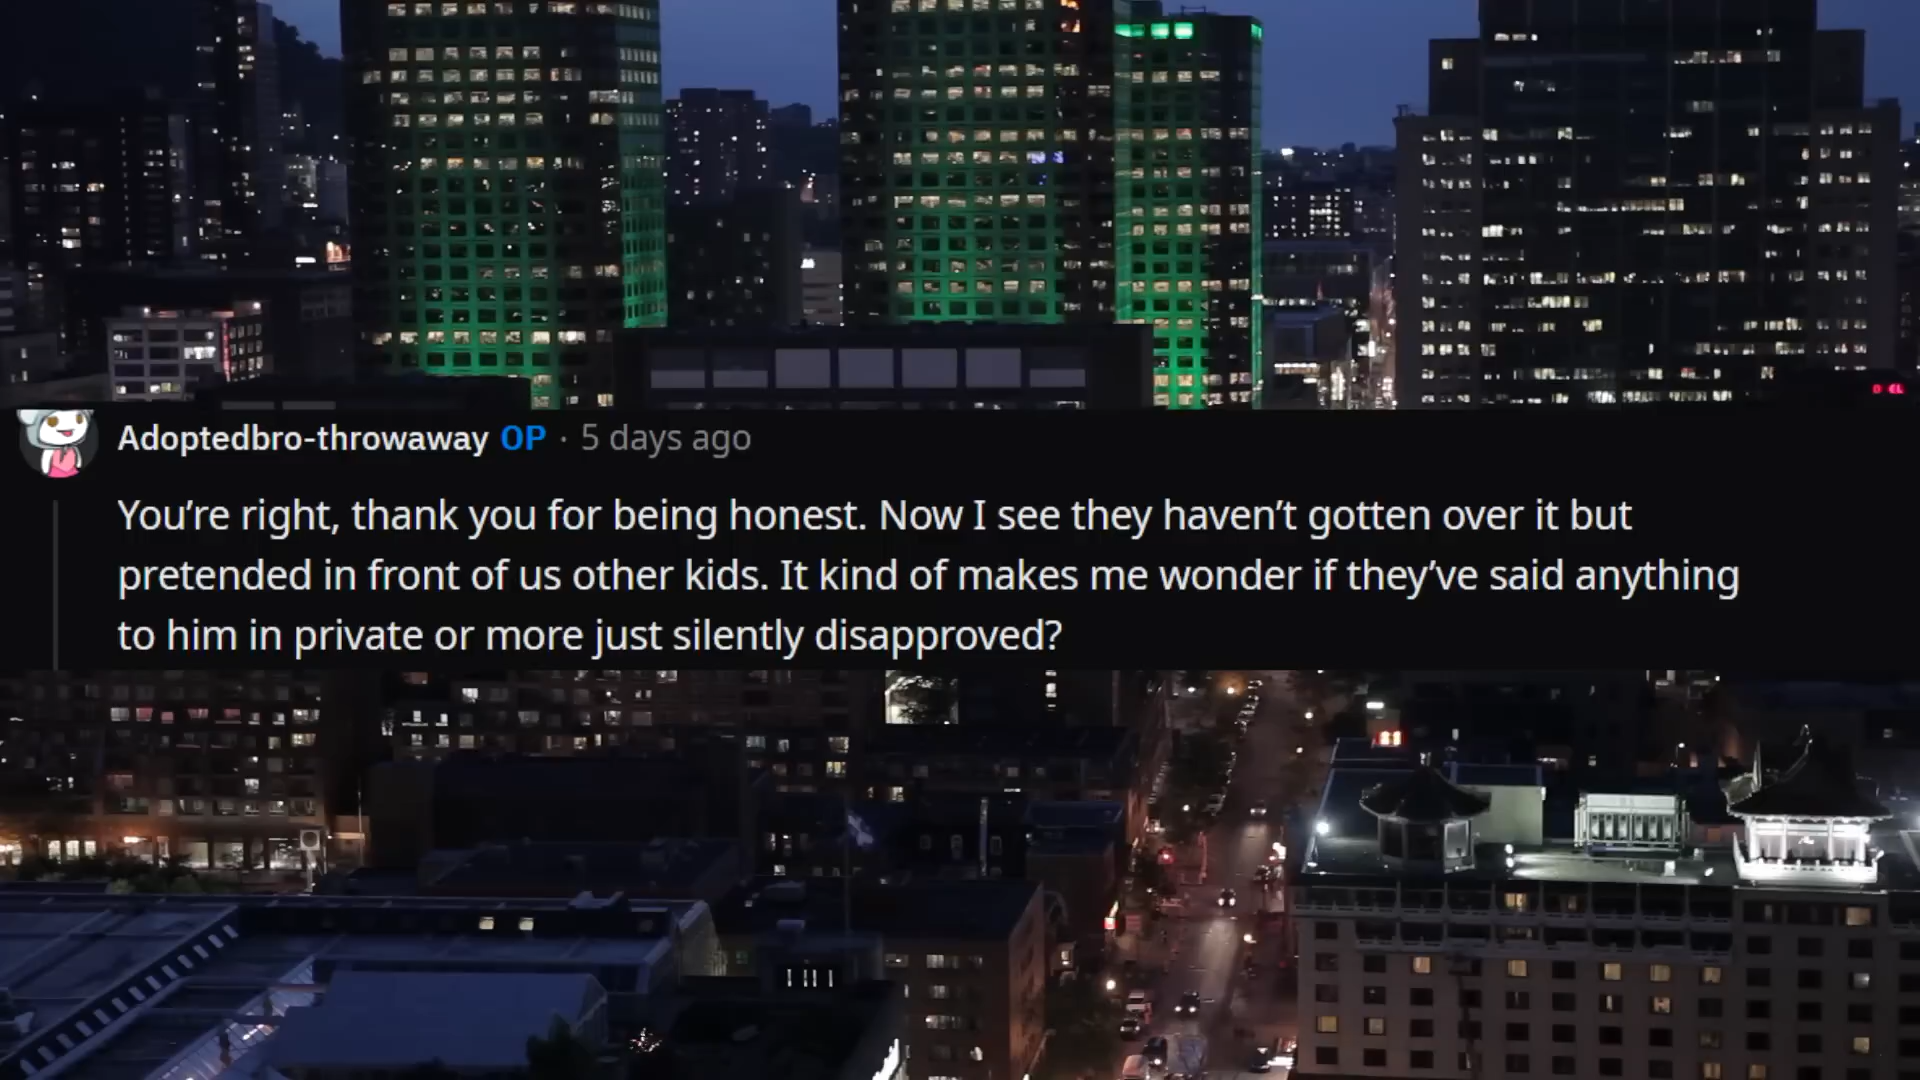 Adoptedbro-throwaway OP · 5 days ago
You’re right, thank you for being honest. Now I see they haven’t gotten over it but
pretended in front of us other kids. It kind of makes me wonder if they’ve said anything
to him in private or more just silently disapproved?